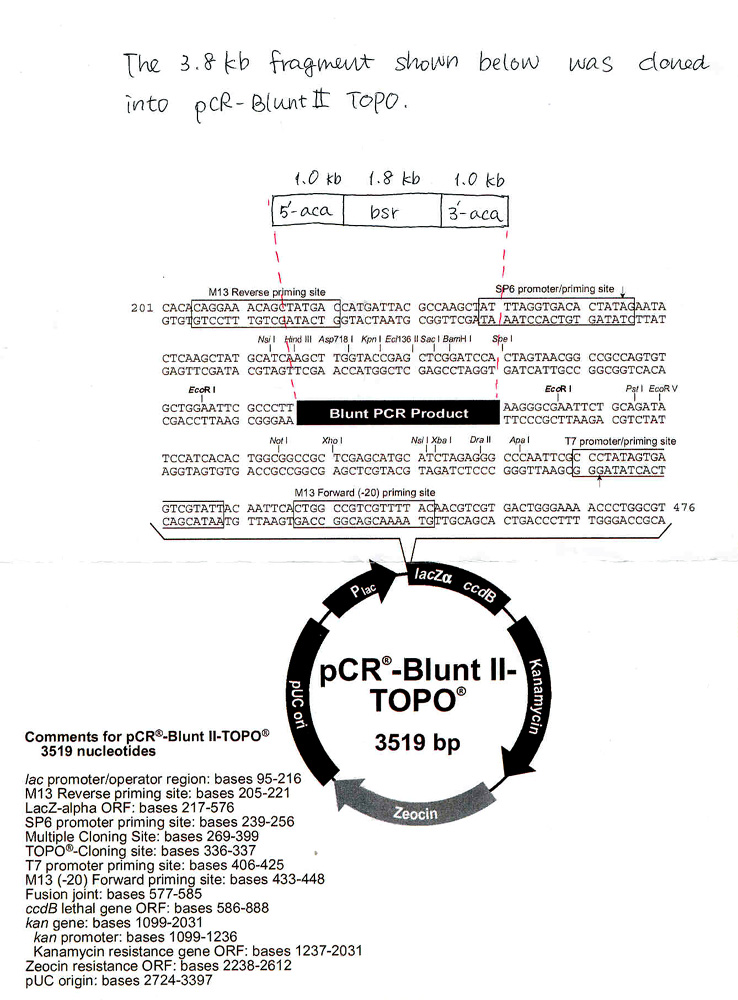 The 3.8 kb fragment shown below was cloned
into pCR-Blunt II TOPO.
1.0 kb 1.8 kb 1.0 kb
5'-aca bsr 3'-aca
M13 Reverse priming site SP6 promoter/priming site
201 CACACAGGAA ACAGCTATGAC CATGATTAC GCCAAGCTAT TTAGGTGACA CTATAGAATA
GTGTGTCCTT TGTCGATACTG GTACTAATG CGGTTCGATA AATCCACTGT GATATCTTAT
Nsi I Hind III Asp718 I Kpn I Ecl136 II Sac I BamH I Spe I
CTCAAGCTAT GCATCAAGCT TGGTACCGAG CTCGGATCCA CTAGTAACGG CCGCCAGTGT
GAGTTCGATA CGTAGTTCGA ACCATGGCTC GAGCCTAGGT GATCATTGCC GGCGGTCACA
EcoR I EcoR I Pst I EcoR V
GCTGGAATTC GCCCTT Blunt PCR Product AAGGGCGAATTCT GCAGATA
CGACCTTAAG CGGGAA TTCCCGCTTAAGA CGTCTAT
Not I Xho I Nsi I Xba I Dra II Apa I T7 promoter/priming site
TCCATCACAC TGGCGGCCGC TCGAGCATGC ATCTAGAGGG CCCAATTCGC CCTATAGTGA
AGGTAGTGTG ACCGCCGGCG AGCTCGTACG TAGATCTCCC GGGTTAAGCG GGATATCACT
M13 Forward (-20) priming site
GTCGTATTAC AATTCACTGG CCGTCGTTTT ACAACGTCGT GACTGGGAAA ACCCTGGCGT 476
CAGCATAATG TTAAGTGACC GGCAGCAAAA TGTTGCAGCA CTGACCCTTT TGGGACCGCA
Plac lacZα ccdB
pUC ori Kanamycin
pCR®-Blunt II-
TOPO®
3519 bp
Zeocin
Comments for pCR®-Blunt II-TOPO®
3519 nucleotides
lac promoter/operator region: bases 95-216
M13 Reverse priming site: bases 205-221
LacZ-alpha ORF: bases 217-576
SP6 promoter priming site: bases 239-256
Multiple Cloning Site: bases 269-399
TOPO®-Cloning site: bases 336-337
T7 promoter priming site: bases 406-425
M13 (-20) Forward priming site: bases 433-448
Fusion joint: bases 577-585
ccdB lethal gene ORF: bases 586-888
kan gene: bases 1099-2031
kan promoter: bases 1099-1236
Kanamycin resistance gene ORF: bases 1237-2031
Zeocin resistance ORF: bases 2238-2612
pUC origin: bases 2724-3397